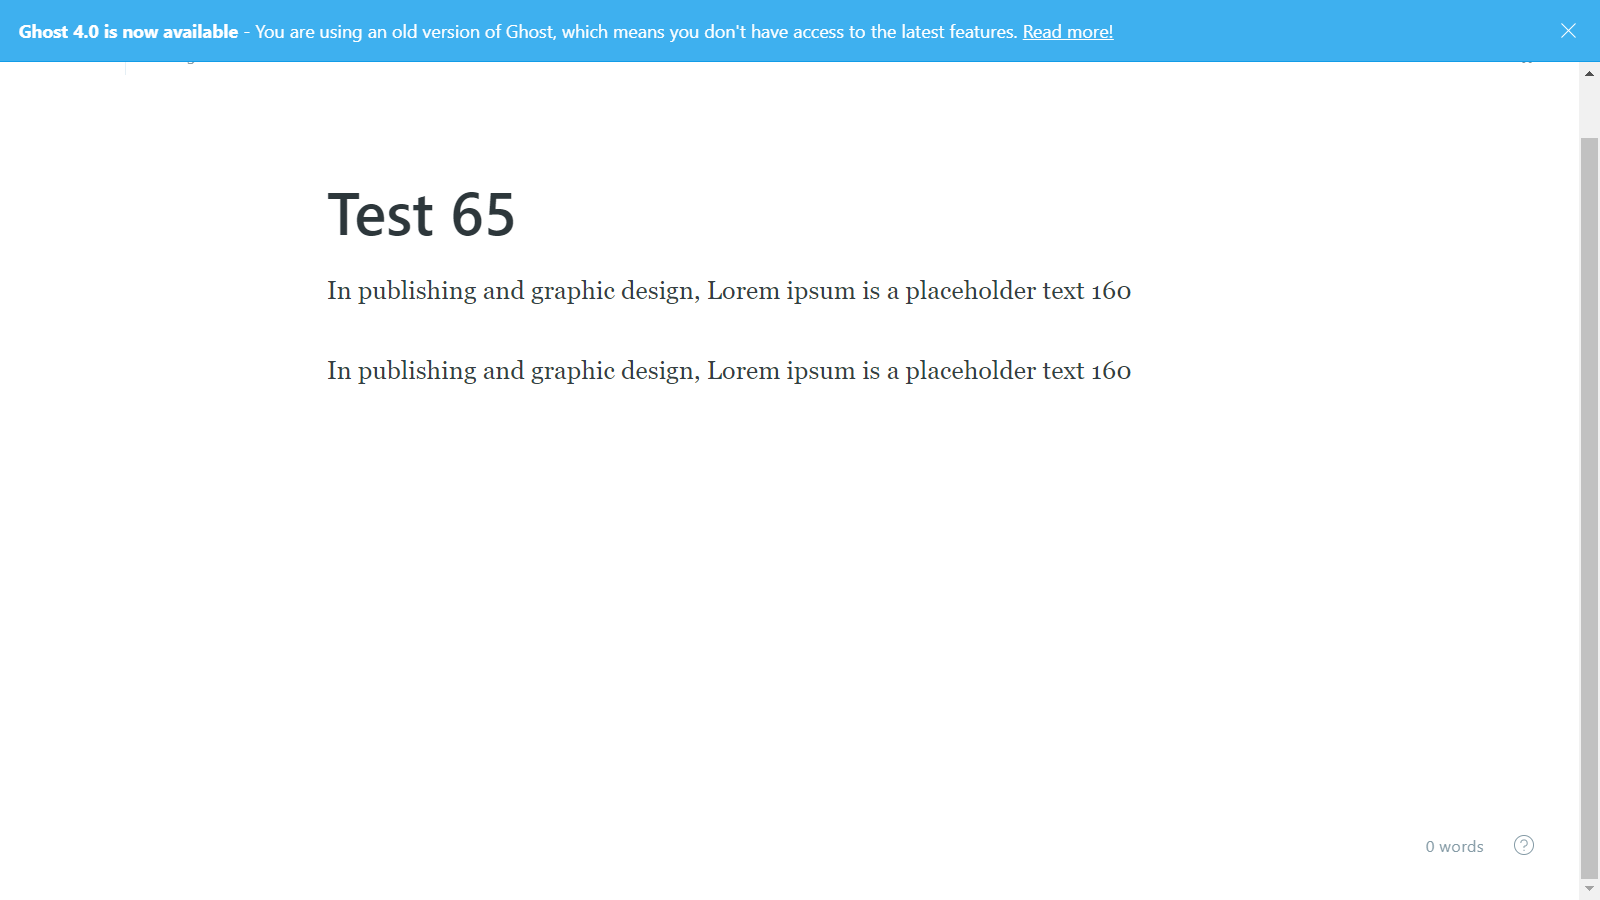 Ghost 4.0 is now available - You are using an old version of Ghost, which means you don't have access to the latest features. Read more!
Test 65
In publishing and graphic design, Lorem ipsum is a placeholder text 160
In publishing and graphic design, Lorem ipsum is a placeholder text 160
0 words
?